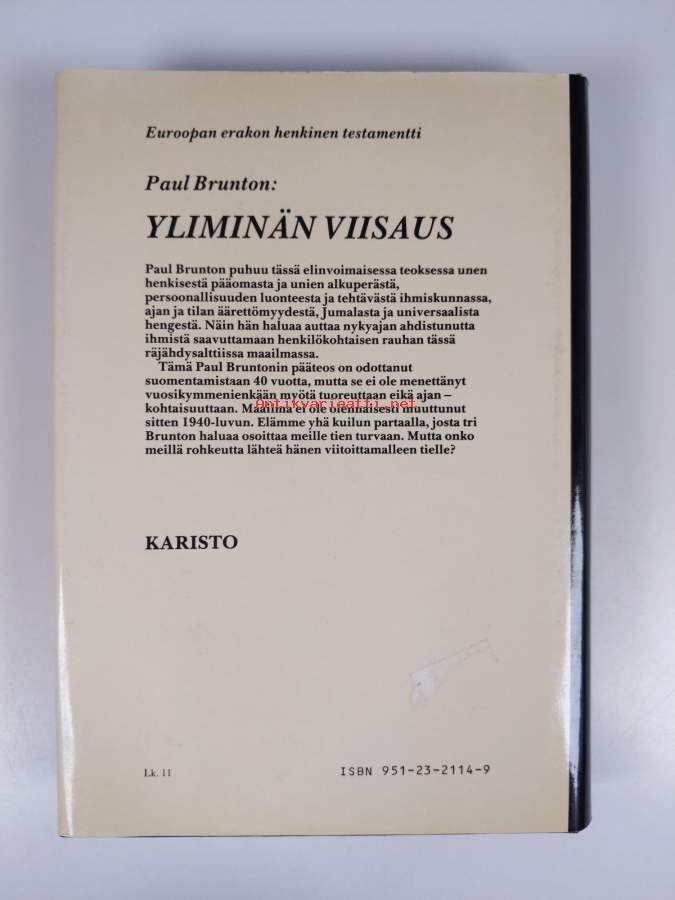 Euroopan erakon henkinen testamentti
Paul Brunton:
YLIMINÄN VIISAUS
Paul Brunton puhuu tässä elinvoimaisessa teoksessa unen
henkisestä pääomasta ja unien alkuperästä,
persoonallisuuden luonteesta ja tehtävästä ihmiskunnassa,
ajan ja tilan äärettömyydestä, Jumalasta ja universaalista
hengestä. Näin hän haluaa auttaa nykyajan ahdistunutta
ihmistä saavuttamaan henkilökohtaisen rauhan tässä
räjähdysalttiissa maailmassa.
Tämä Paul Bruntonin pääteos on odottanut
suomentamistaan 40 vuotta, mutta se ei ole menettänyt
vuosikymmenienkään myötä tuoreuttaan eikä ajan –
kohtaisuuttaan. Maailma ei ole olennaisesti muuttunut
Antikvariaatti.net
sitten 1940-luvun. Elämme yhä kuilun partaalla, josta tri
Brunton haluaa osoittaa meille tien turvaan. Mutta onko
meillä rohkeutta lähteä hänen viitoittamalleen tielle?
KARISTO
Lk. 11
ISBN 951-23-2114-9